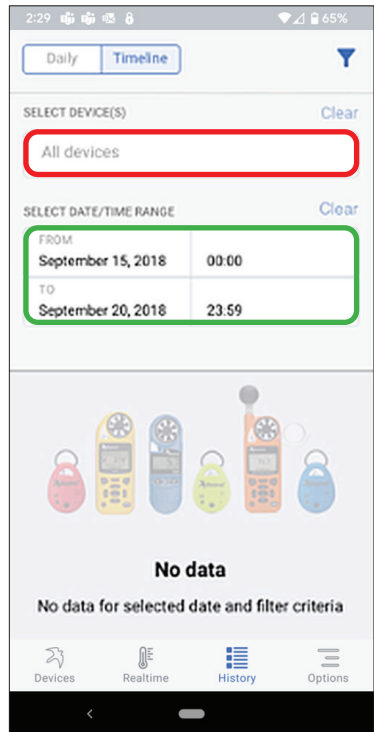 2:29 65%
Daily Timeline
SELECT DEVICE(S) Clear
All devices
SELECT DATE/TIME RANGE Clear
FROM
September 15, 2018 00:00
TO
September 20, 2018 23:59
No data
No data for selected date and filter criteria
Devices Realtime History Options